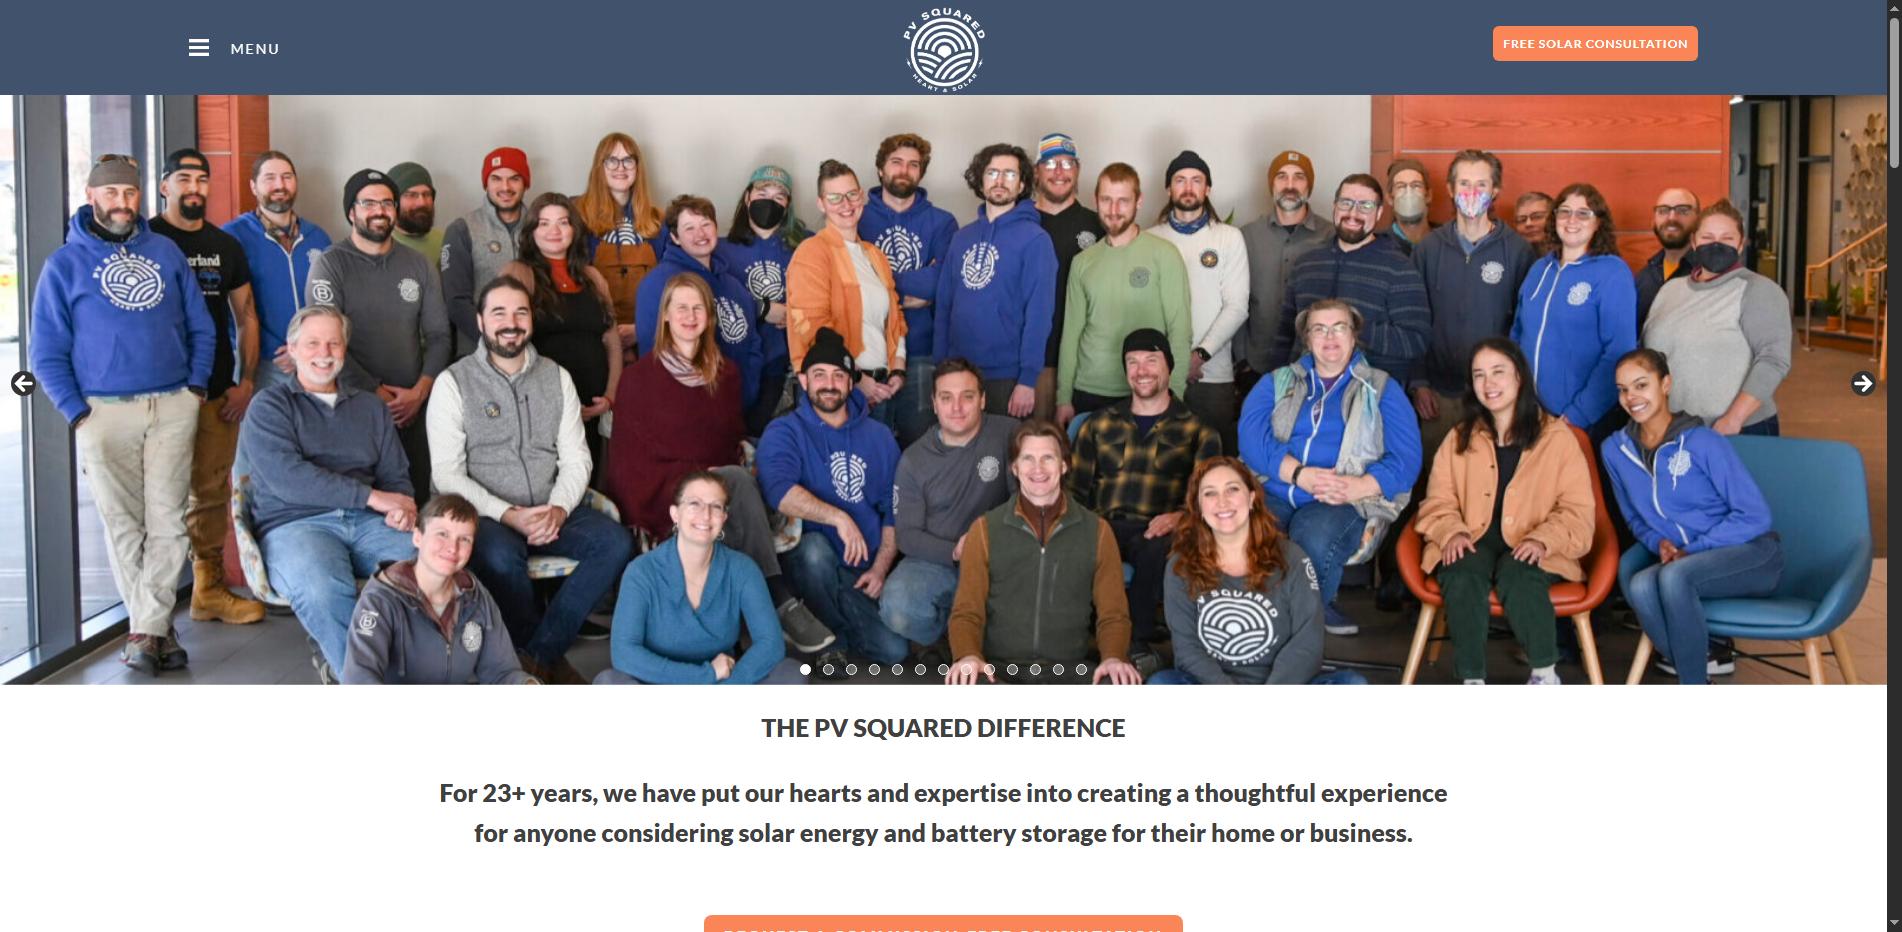 MENU
PV SQUARED
HEART & SOLAR
FREE SOLAR CONSULTATION
PV SQUARED
HEART & SOLAR
PV SQUARED
HEART & SOLAR
THE PV SQUARED DIFFERENCE
For 23+ years, we have put our hearts and expertise into creating a thoughtful experience
for anyone considering solar energy and battery storage for their home or business.